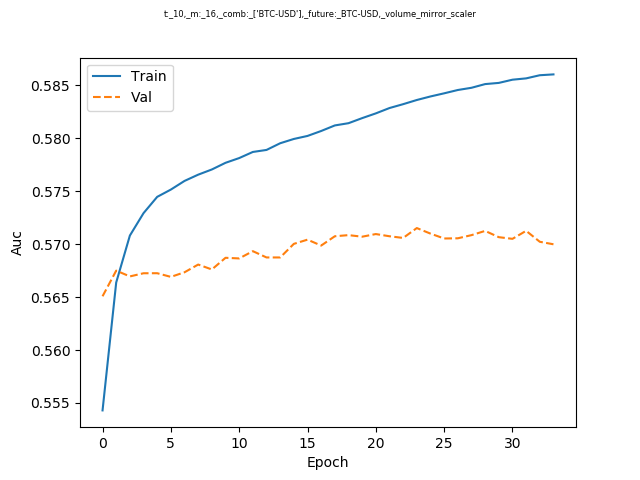 t:_10,_m:_16,_comb:_['BTC-USD'],_future:_BTC-USD,_volume_mirror_scaler
Train
Val
0.585
0.580
0.575
0.570
0.565
0.560
0.555
Auc
0 5 10 15 20 25 30
Epoch